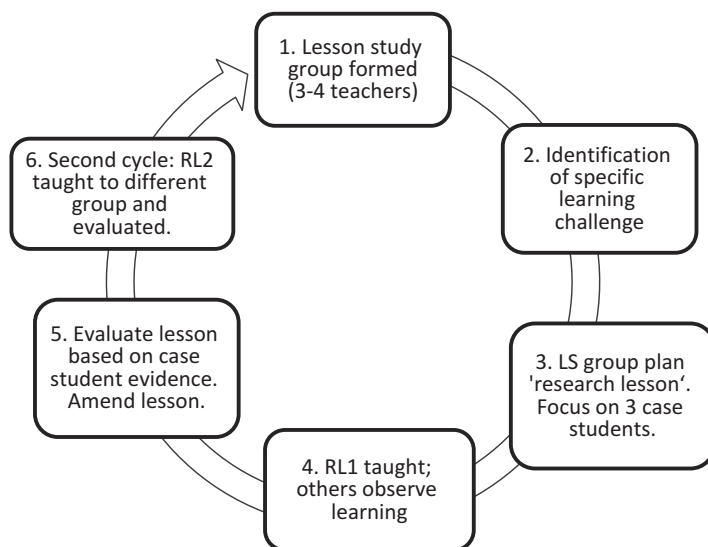 1. Lesson study
group formed
(3-4 teachers)
2. Identification
of specific
learning
challenge
3. LS group plan
'research lesson‘.
Focus on 3 case
students.
4. RL1 taught;
others observe
learning
5. Evaluate lesson
based on case
student evidence.
Amend lesson.
6. Second cycle: RL2
taught to different
group and
evaluated.